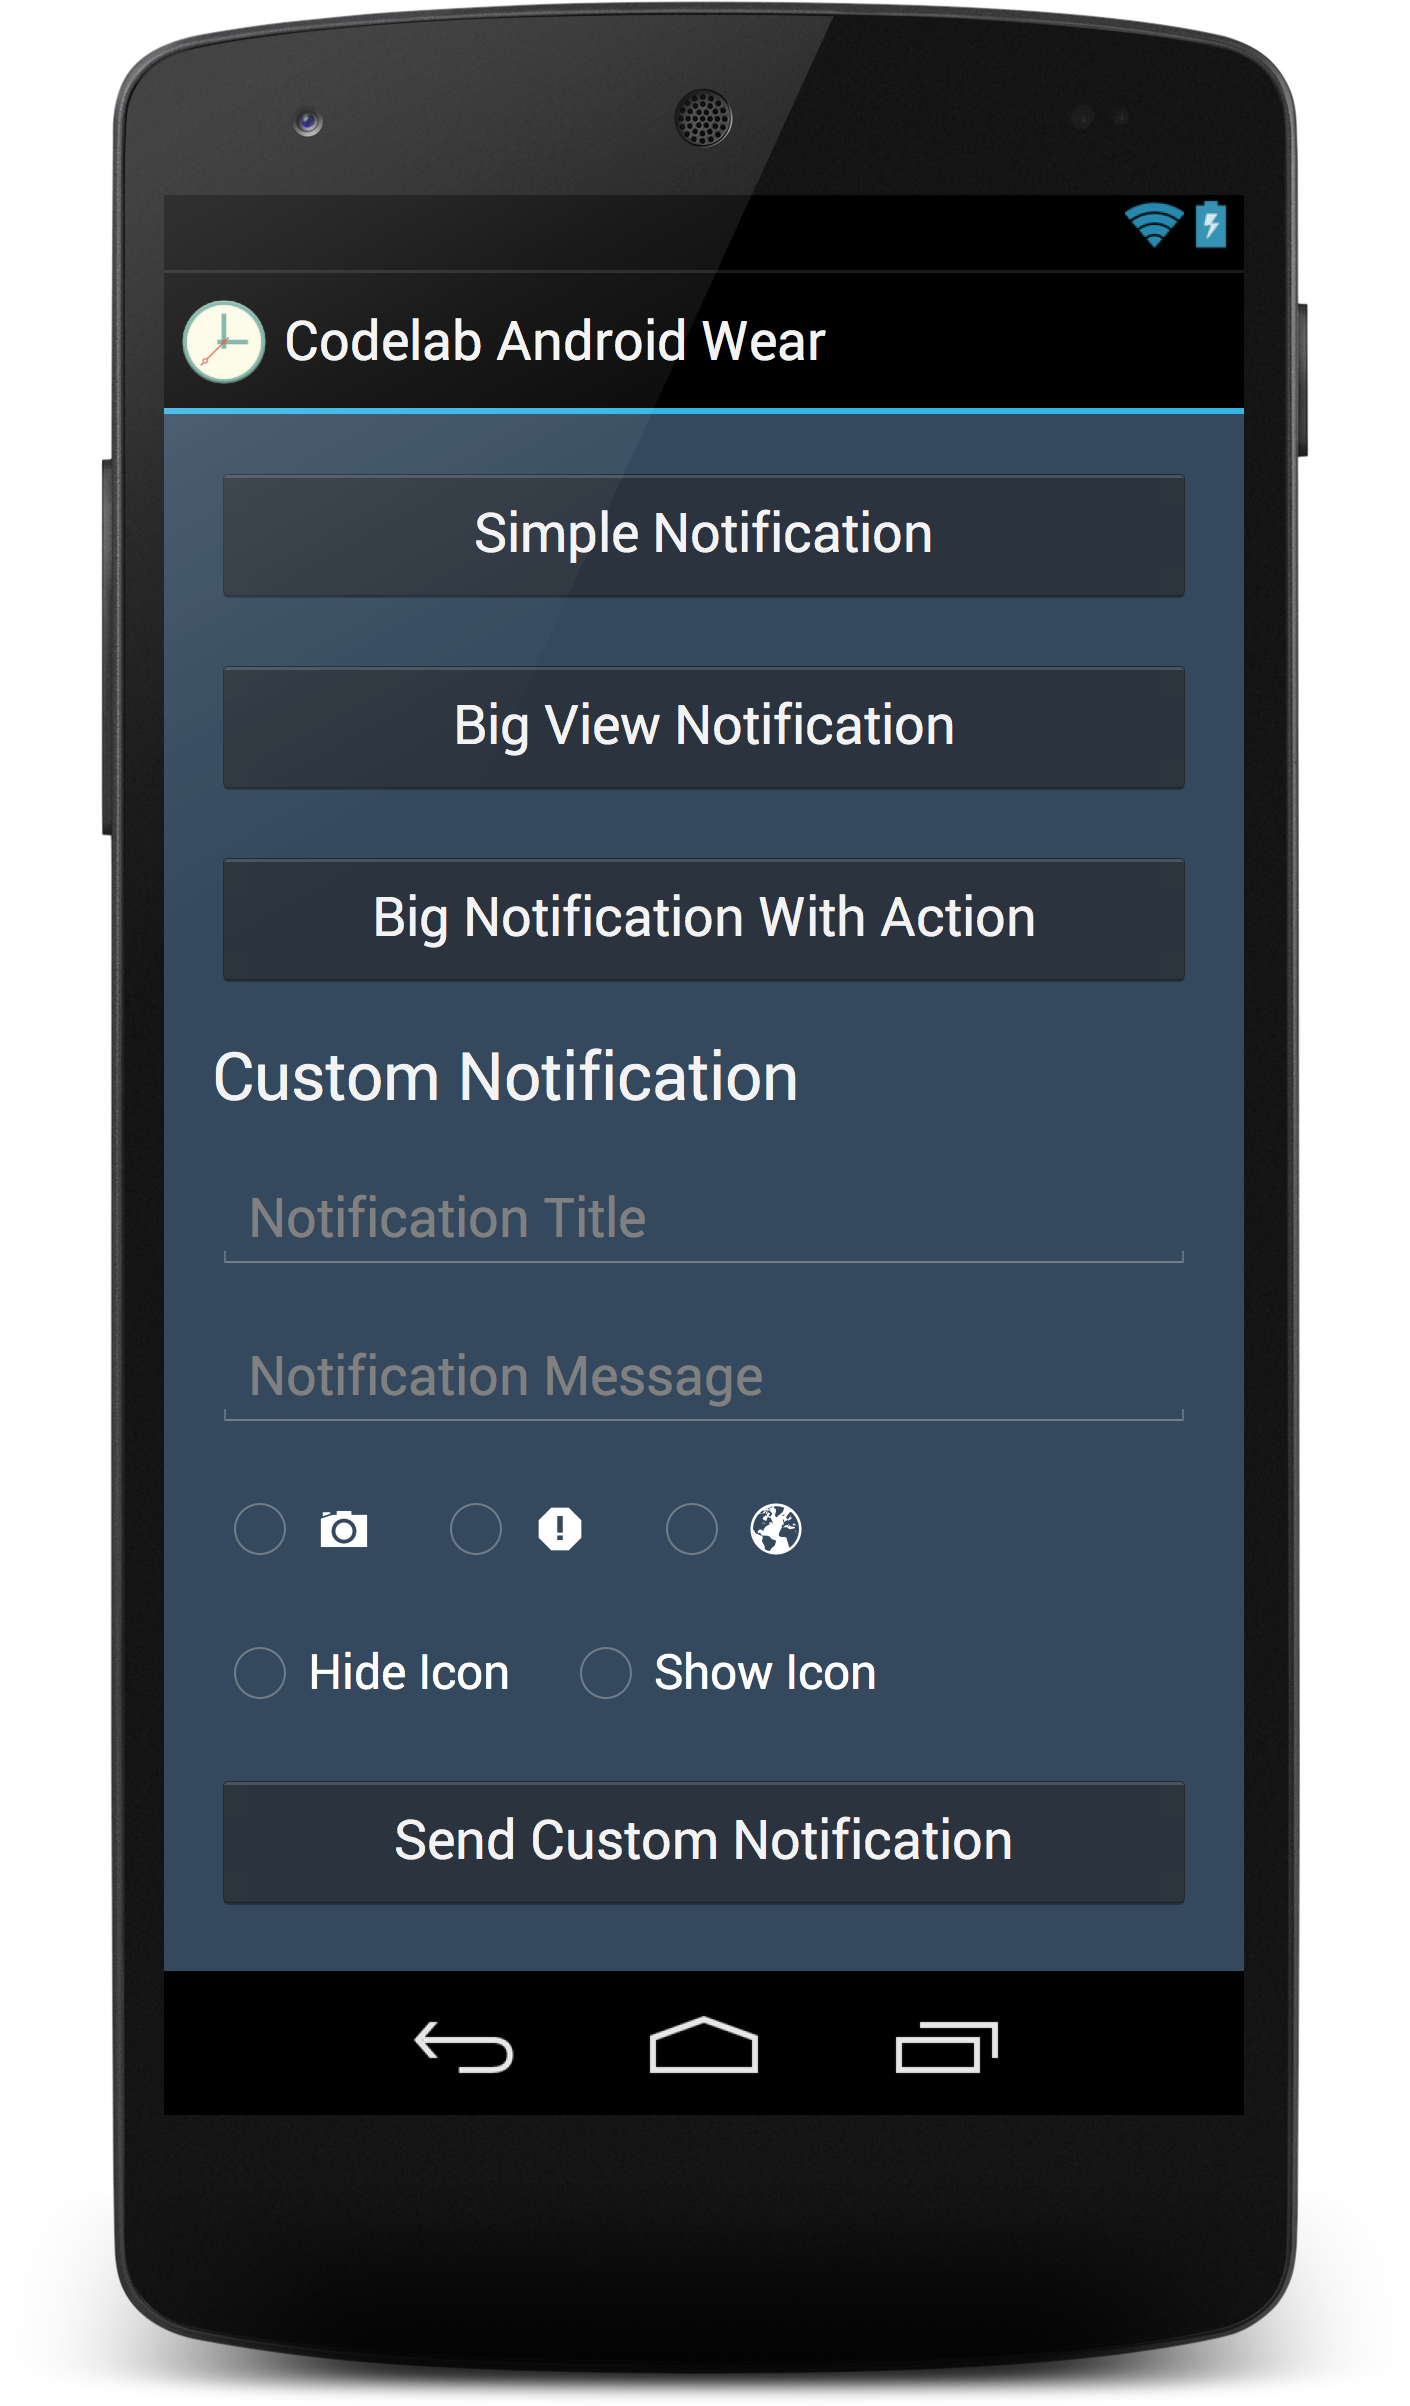 Codelab Android Wear
Simple Notification
Big View Notification
Big Notification With Action
Custom Notification
Notification Title
Notification Message
Hide Icon Show Icon
Send Custom Notification